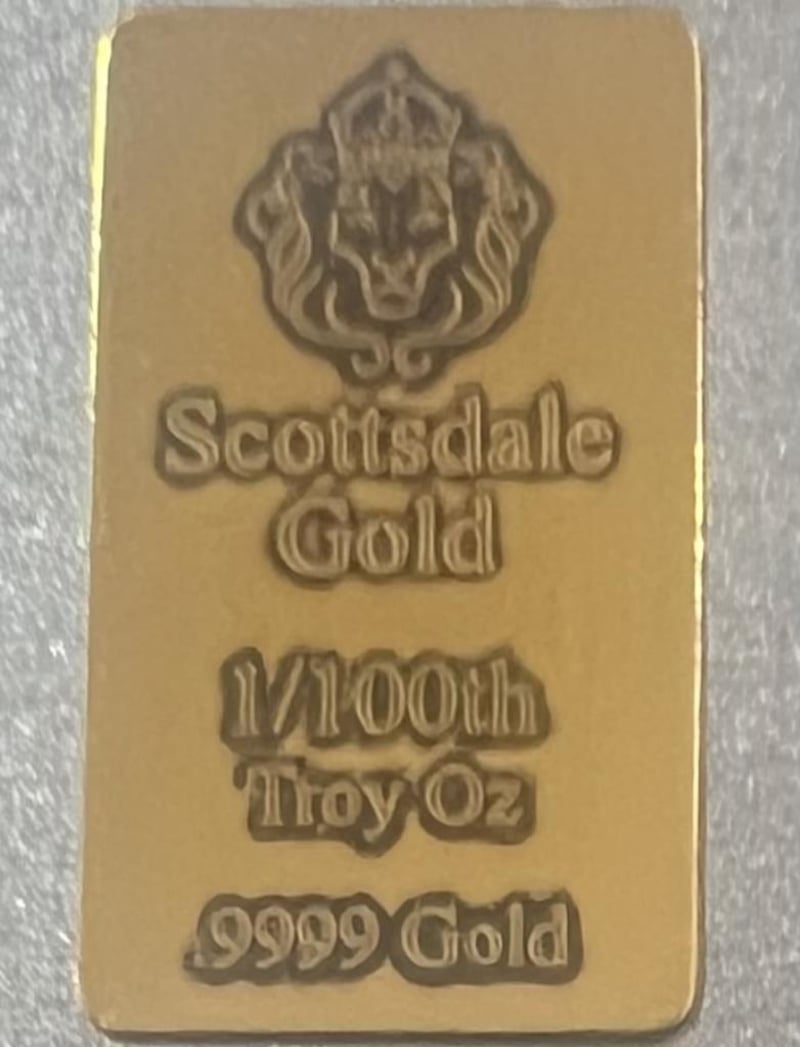 Scottsdale
Gold
1/100th
Troy Oz
.9999 Gold